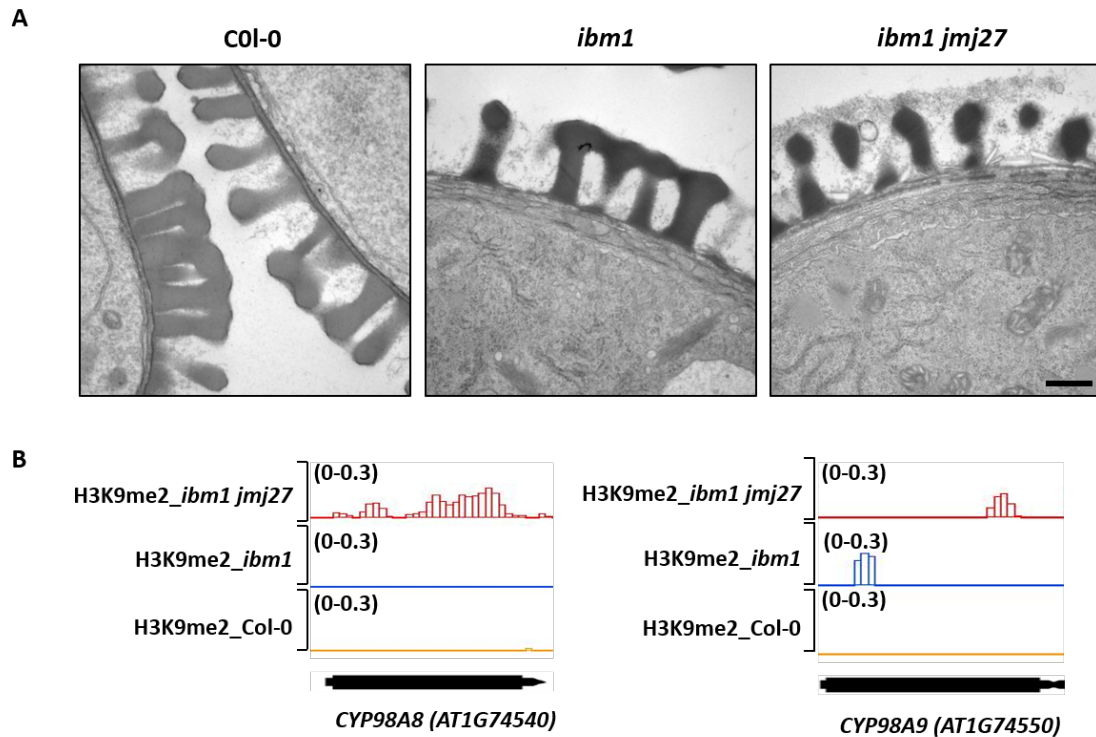 A
C0l-0
ibm1
ibm1 jmj27
B
H3K9me2_ibm1 jmj27
(0-0.3)
H3K9me2_ibm1
(0-0.3)
H3K9me2_Col-0
(0-0.3)
CYP98A8 (AT1G74540)
H3K9me2_ibm1 jmj27
(0-0.3)
H3K9me2_ibm1
(0-0.3)
H3K9me2_Col-0
(0-0.3)
CYP98A9 (AT1G74550)